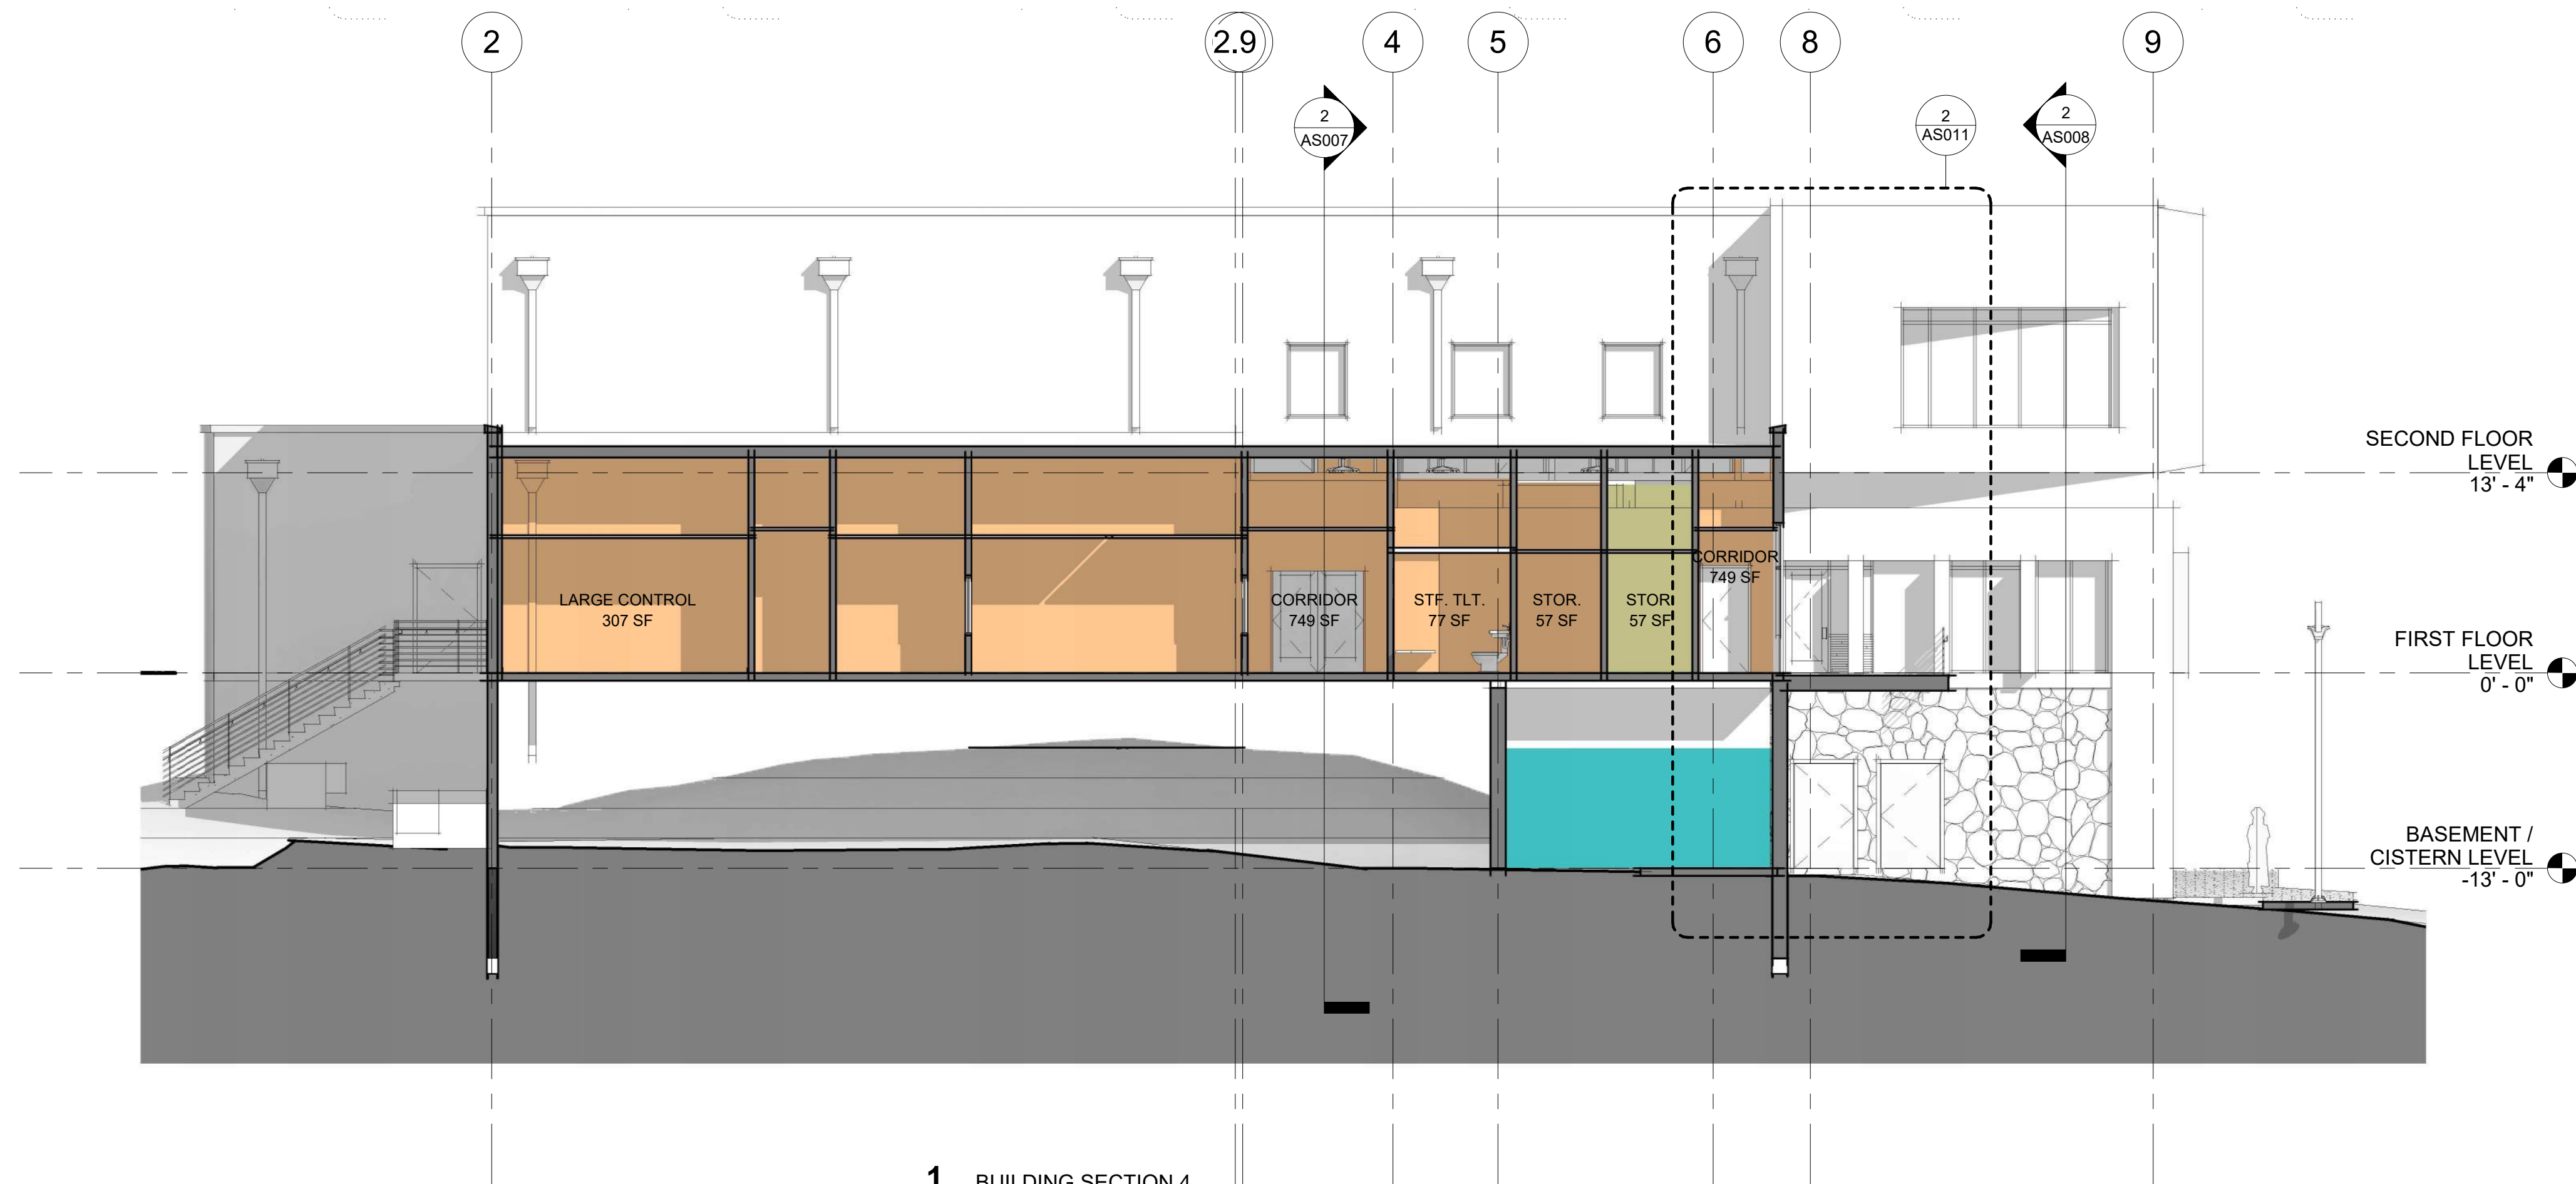 2
2.9
4
5
6
8
9
2
AS007
2
AS011
2
AS008
SECOND FLOOR
LEVEL
13' - 4"
CORRIDOR
749 SF
LARGE CONTROL
307 SF
CORRIDOR
749 SF
STF. TLT.
77 SF
STOR.
57 SF
STOR.
57 SF
FIRST FLOOR
LEVEL
0' - 0"
BASEMENT /
CISTERN LEVEL
-13' - 0"
1
BUILDING SECTION 4